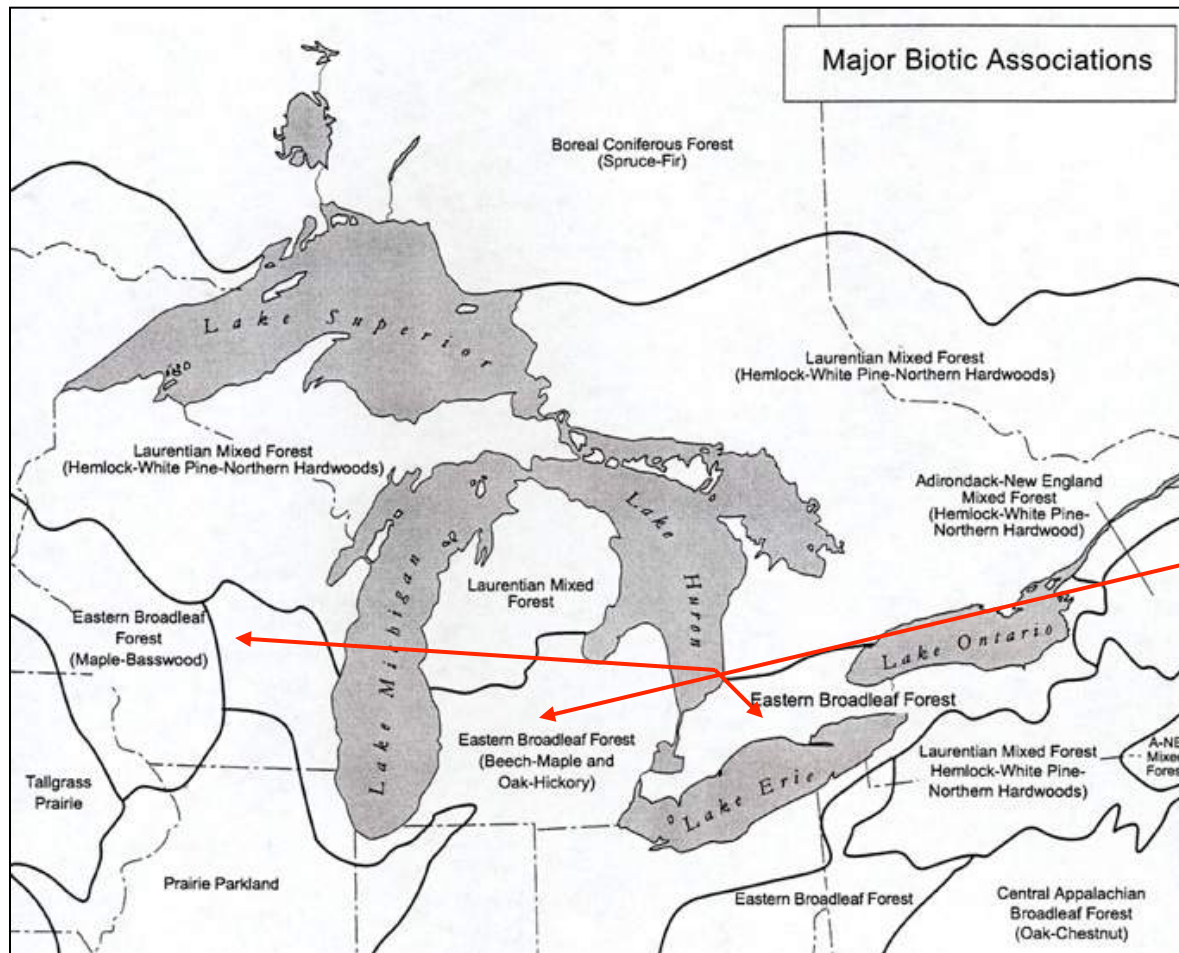 Major Biotic Associations
Boreal Coniferous Forest
(Spruce-Fir)
Lake Superior
Laurentian Mixed Forest
(Hemlock-White Pine-Northern Hardwoods)
Laurentian Mixed Forest
(Hemlock-White Pine-Northern Hardwoods)
Adirondack-New England
Mixed Forest
(Hemlock-White Pine-
Northern Hardwood)
Lake Michigan
Lake Huron
Laurentian Mixed
Forest
Eastern Broadleaf
Forest
(Maple-Basswood)
Lake Ontario
Eastern Broadleaf Forest
Eastern Broadleaf Forest
(Beech-Maple and
Oak-Hickory)
Laurentian Mixed Forest
Hemlock-White Pine-
Northern Hardwoods)
A-NE
Mixed
Forest
Tallgrass
Prairie
Lake Erie
Prairie Parkland
Eastern Broadleaf Forest
Central Appalachian
Broadleaf Forest
(Oak-Chestnut)